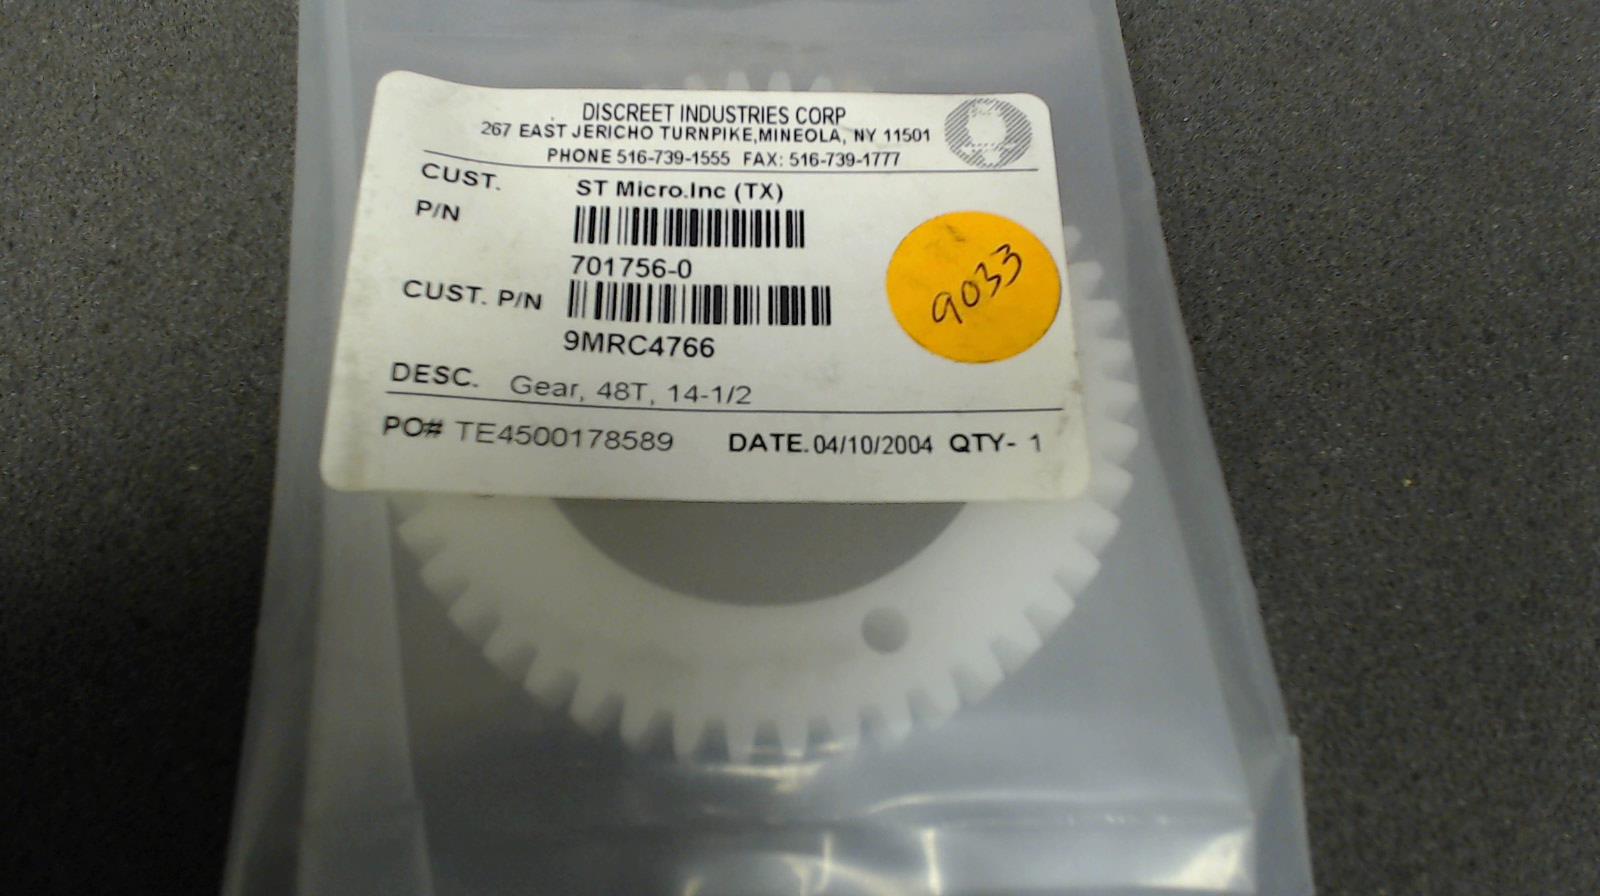 DISCREET INDUSTRIES CORP
267 EAST JERICHO TURNPIKE,MINEOLA, NY 11501
PHONE 516-739-1555 FAX: 516-739-1777
CUST. ST Micro.Inc (TX)
P/N
701756-0
CUST. P/N
9MRC4766
9033
DESC. Gear, 48T, 14-1/2
PO# TE4500178589 DATE. 04/10/2004 QTY- 1